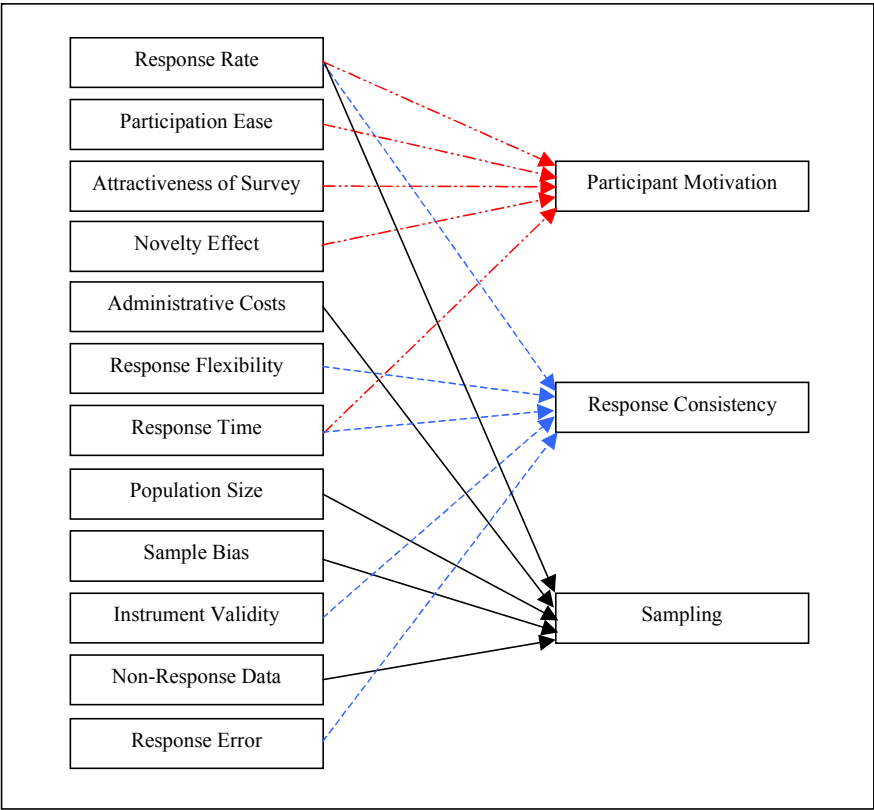 Response Rate
Participation Ease
Attractiveness of Survey
Novelty Effect
Administrative Costs
Response Flexibility
Response Time
Population Size
Sample Bias
Instrument Validity
Non-Response Data
Response Error
Participant Motivation
Response Consistency
Sampling